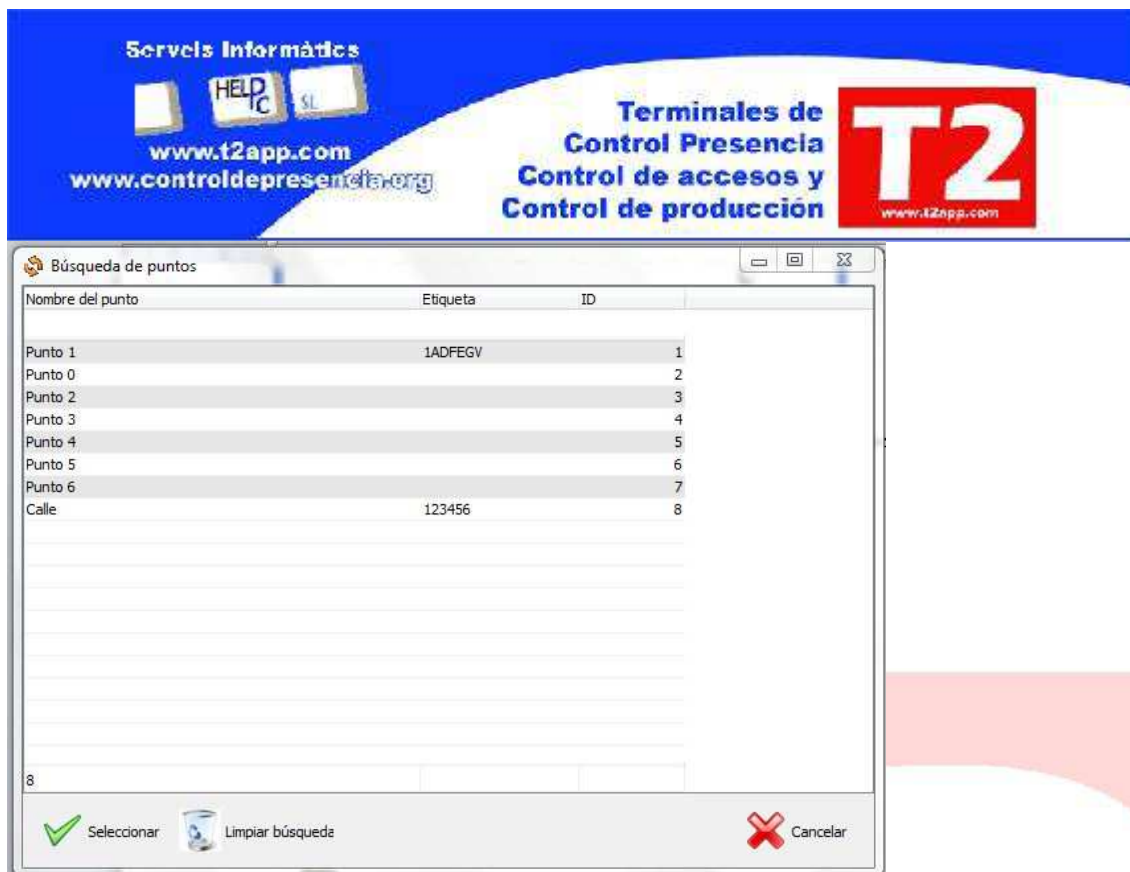 Serveis Informàtics
HELP PC SL
www.t2app.com
www.controldepresencia.org
Terminales de
Control Presencia
Control de accesos y
Control de producción
T2
www.t2app.com
Búsqueda de puntos
Nombre del punto Etiqueta ID
Punto 1 1ADFEGV 1
Punto 0 2
Punto 2 3
Punto 3 4
Punto 4 5
Punto 5 6
Punto 6 7
Calle 123456 8
8
Seleccionar Limpiar búsqueda Cancelar